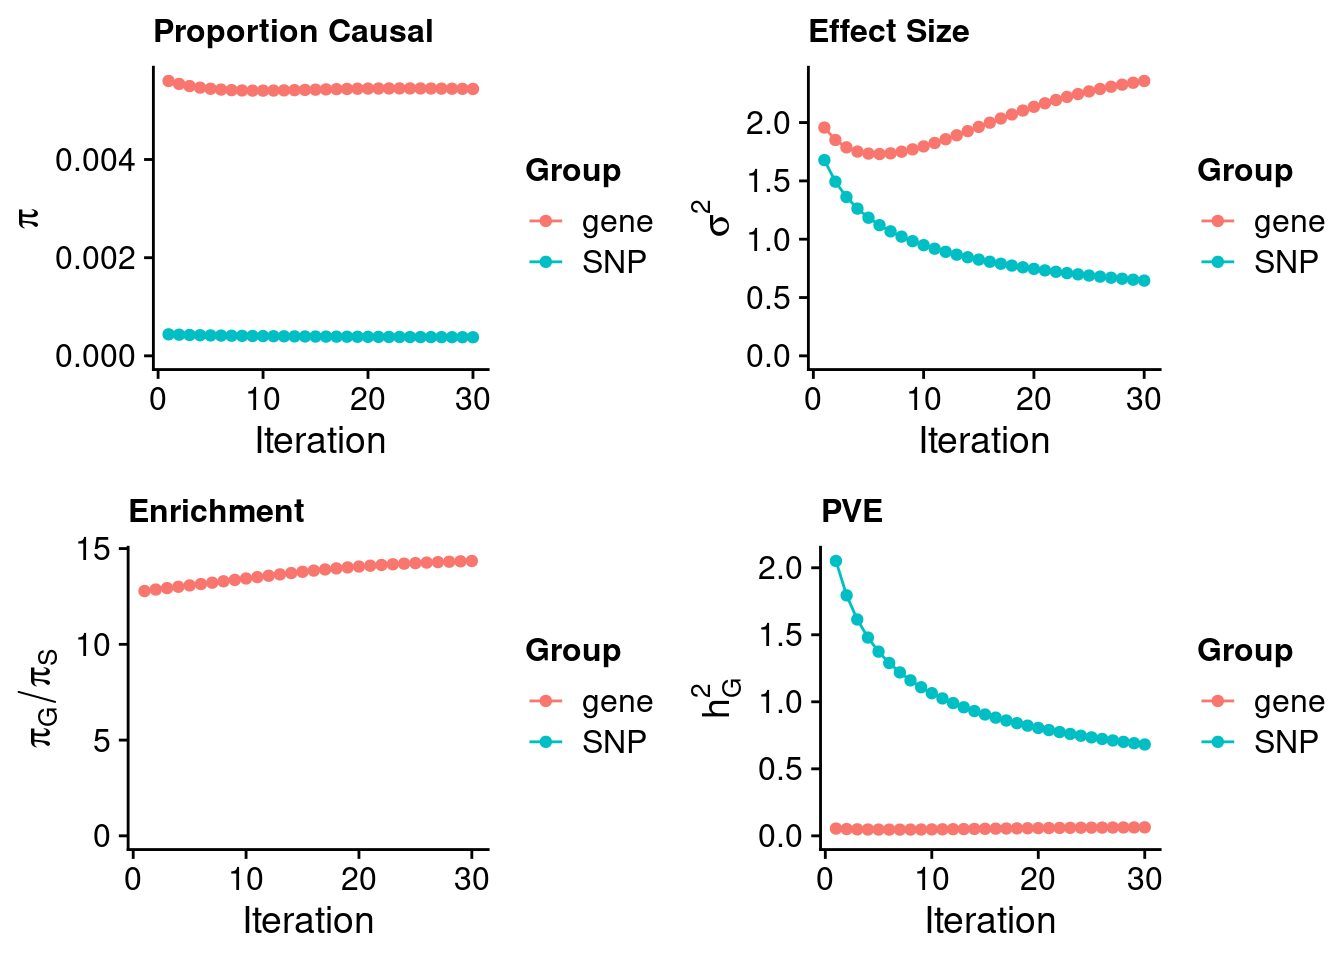 Proportion Causal
π
0.004
0.002
0.000
0 10 20 30
Iteration
Group
gene
SNP
Effect Size
σ²
2.0
1.5
1.0
0.5
0.0
0 10 20 30
Iteration
Group
gene
SNP
Enrichment
π_G/π_S
15
10
5
0
0 10 20 30
Iteration
Group
gene
SNP
PVE
h²_G
2.0
1.5
1.0
0.5
0.0
0 10 20 30
Iteration
Group
gene
SNP